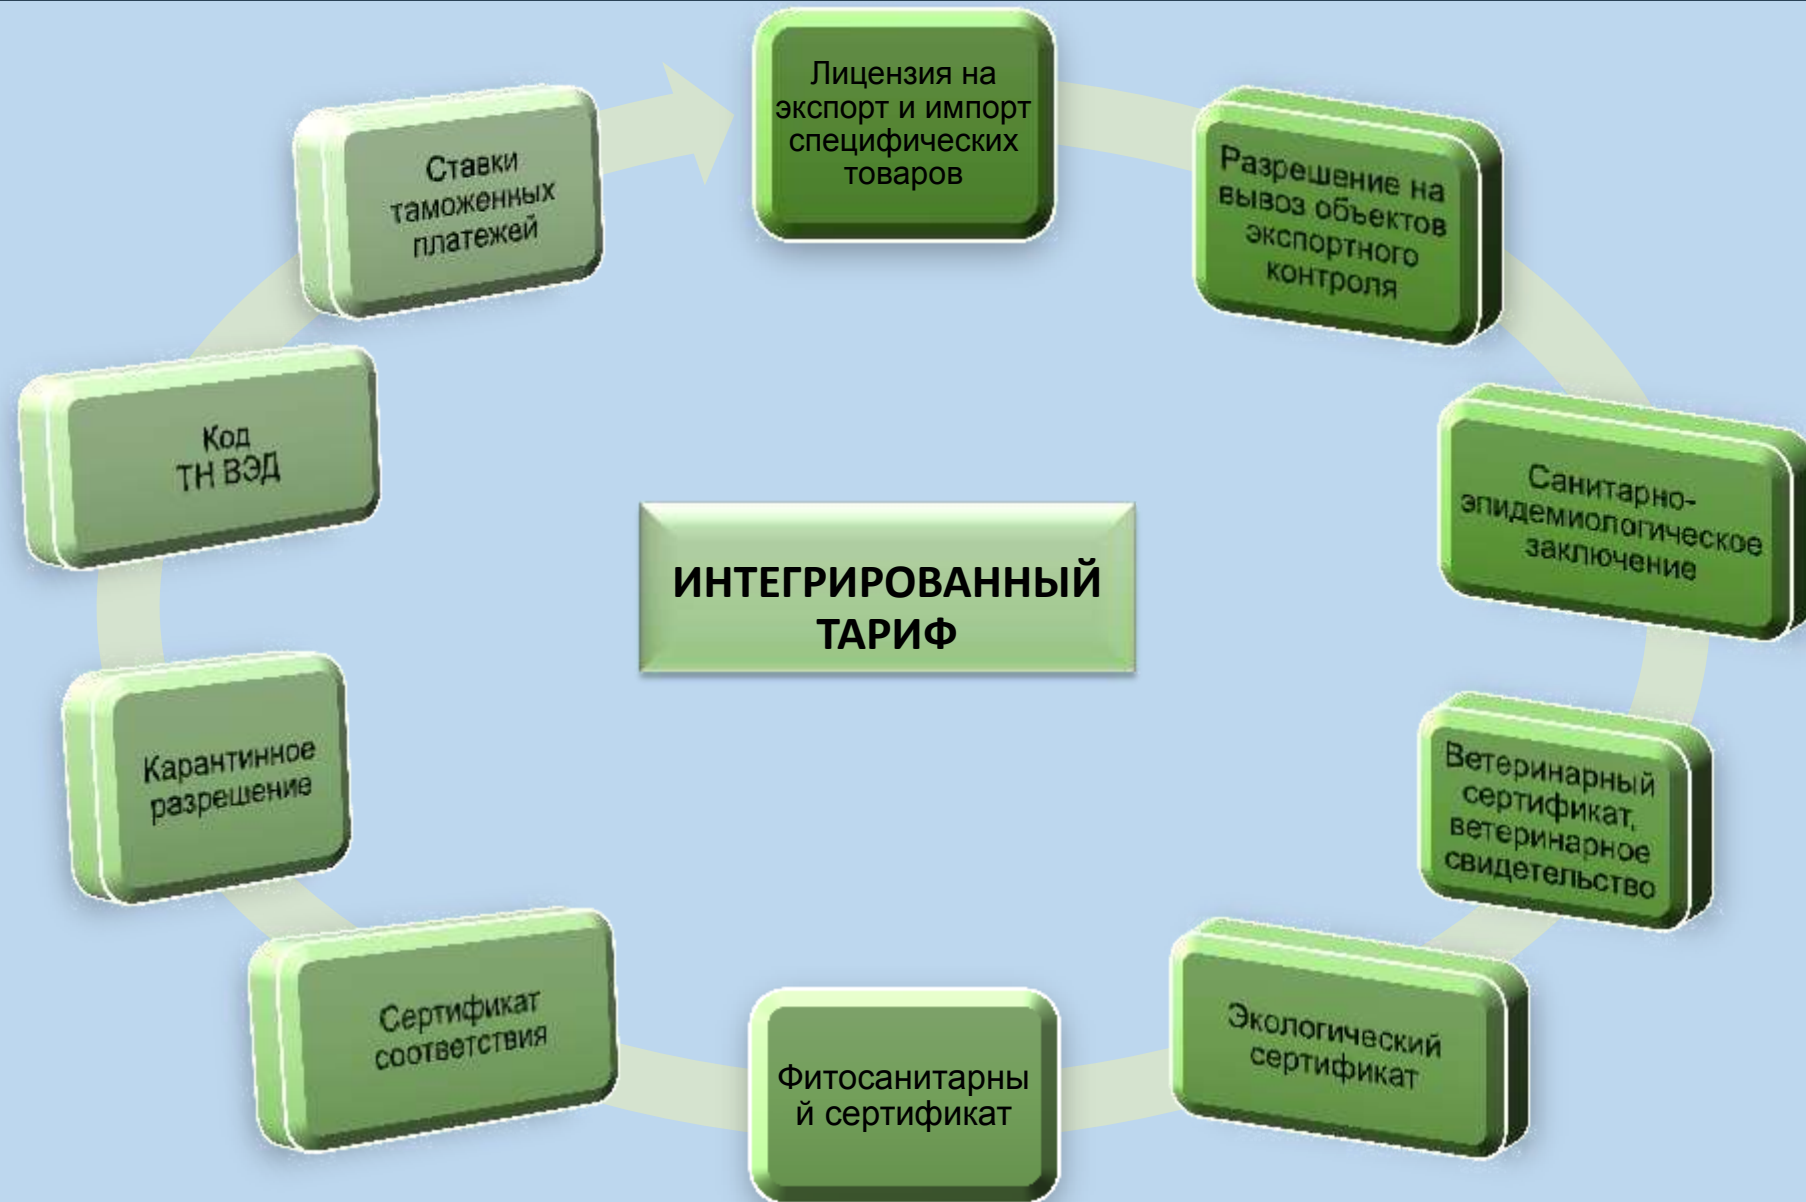 Лицензия на
экспорт и импорт
специфических
товаров
Разрешение на
вывоз объектов
экспортного
контроля
Санитарно-
эпидемиологическое
заключение
Ветеринарный
сертификат,
ветеринарное
свидетельство
Экологический
сертификат
Фитосанитарны
й сертификат
Сертификат
соответствия
Карантинное
разрешение
Код
ТН ВЭД
Ставки
таможенных
платежей
ИНТЕГРИРОВАННЫЙ
ТАРИФ